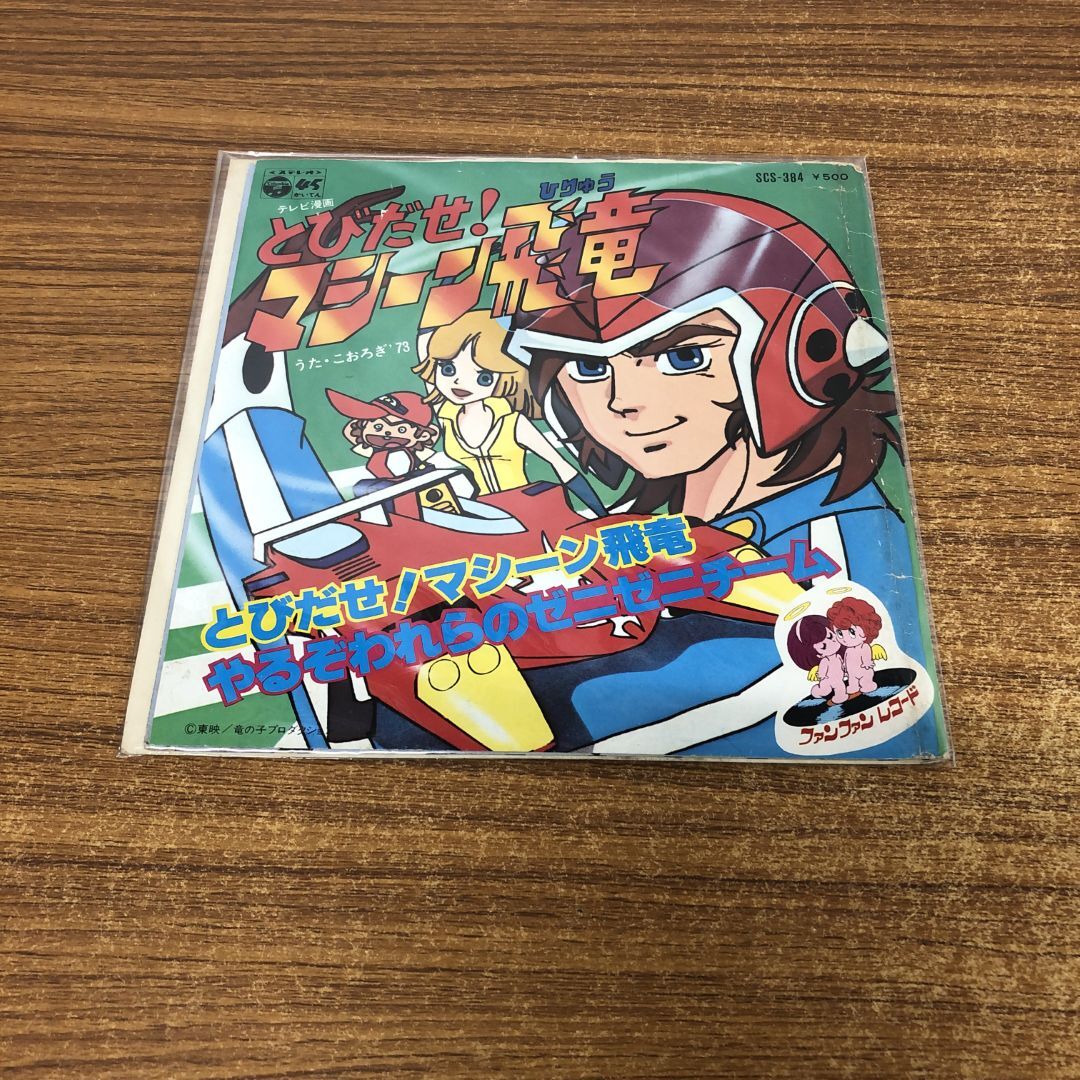 <ステレオ>
45
かいてん
SCS-384 ¥500
テレビ漫画
ひりゅう
とびだせ!
マシーン飛竜
うた・こおろぎ'73
とびだせ!マシーン飛竜
やるぞわれらのゼニゼニチーム
©東映/竜の子プロダクション
ファンファンレコード